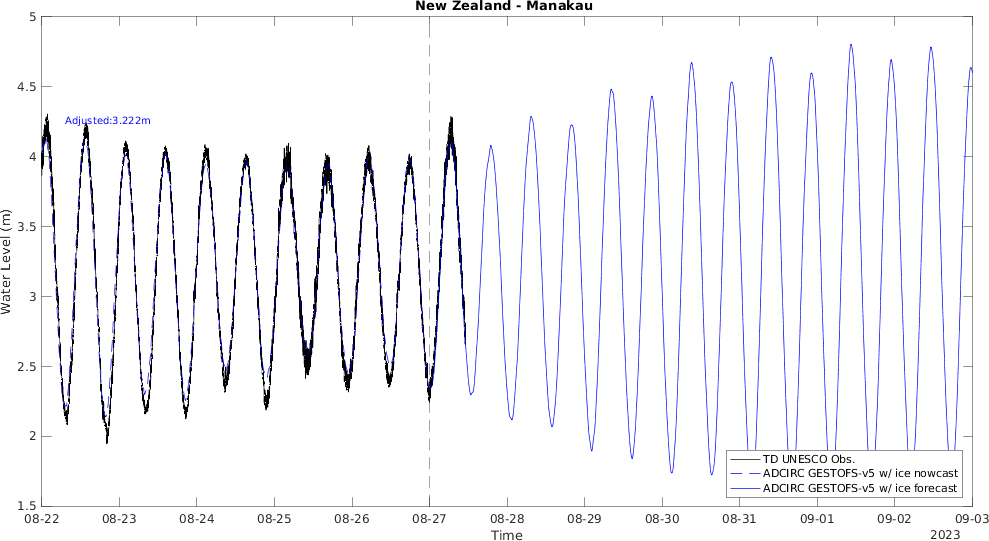 New Zealand - Manakau
5
4.5
4
3.5
3
2.5
2
1.5
Water Level (m)
Adjusted:3.222m
TD UNESCO Obs.
ADCIRC GESTOFS-v5 w/ ice nowcast
ADCIRC GESTOFS-v5 w/ ice forecast
08-22 08-23 08-24 08-25 08-26 08-27 08-28 08-29 08-30 08-31 09-01 09-02 09-03
Time
2023